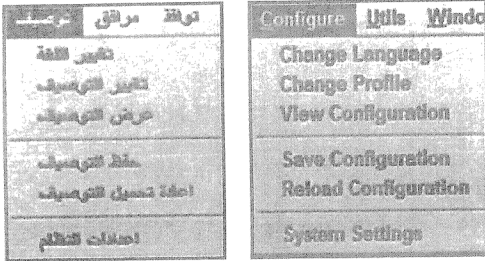 توصيف مرافق نوافذ
تغيير اللغة
تغيير التوصيف
عرض التوصيف
حفظ التوصيف
اعادة تحميل التوصيف
اعدادات النظام
Configure Utils Windo
Change Language
Change Profile
View Configuration
Save Configuration
Reload Configuration
System Settings